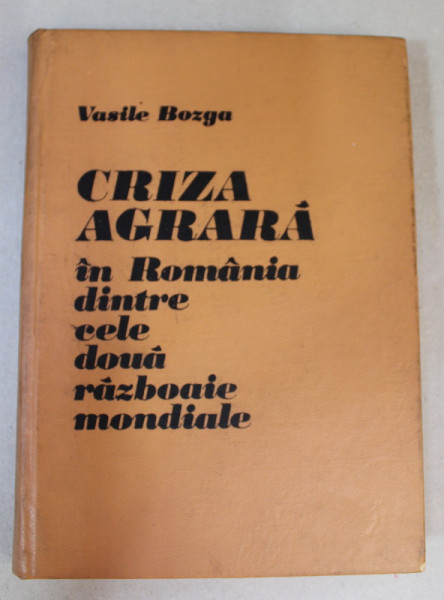 Vasile Bozga
CRIZA
AGRARĂ
în România
dintre
cele
două
războaie
mondiale